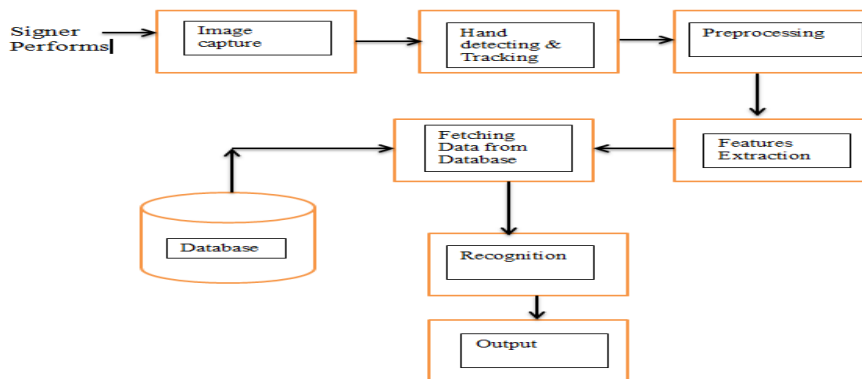 Signer
Performs
Image
capture
Hand
detecting &
Tracking
Preprocessing
Fetching
Data from
Database
Features
Extraction
Database
Recognition
Output